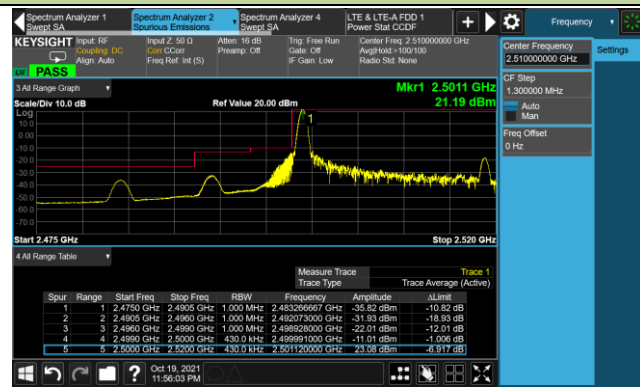 Spectrum Analyzer 1
Swept SA
Spectrum Analyzer 2
Spurious Emissions
Spectrum Analyzer 4
Swept SA
LTE & LTE-A FDD 1
Power Stat CCDF
Frequency
KEYSIGHT
Input: RF
Coupling: DC
Align: Auto
Input Z: 50 Ω
Corr CCorr
Freq Ref: Int (S)
Atten: 16 dB
Preamp: Off
Trig: Free Run
Gate: Off
IF Gain: Low
Center Freq: 2.510000000 GHz
Avg|Hold:>100/100
Radio Std: None
PASS
Center Frequency
2.510000000 GHz
Settings
CF Step
1.300000 MHz
Auto
Man
Freq Offset
0 Hz
3 All Range Graph
Mkr1 2.5011 GHz
21.19 dBm
Scale/Div 10.0 dB
Ref Value 20.00 dBm
Log
10.0
0.00
-10.0
-20.0
-30.0
-40.0
-50.0
-60.0
-70.0
1
Start 2.475 GHz
Stop 2.520 GHz
4 All Range Table
Measure Trace Trace 1
Trace Type Trace Average (Active)
Spur Range Start Freq Stop Freq RBW Frequency Amplitude ΔLimit
1 1 2.4750 GHz 2.4905 GHz 1.000 MHz 2.483266667 GHz -35.82 dBm -10.82 dB
2 2 2.4905 GHz 2.4960 GHz 1.000 MHz 2.492073000 GHz -31.93 dBm -18.93 dB
3 3 2.4960 GHz 2.4990 GHz 1.000 MHz 2.498928000 GHz -22.01 dBm -12.01 dB
4 4 2.4990 GHz 2.5000 GHz 430.0 kHz 2.499991000 GHz -11.01 dBm -1.006 dB
5 5 2.5000 GHz 2.5200 GHz 430.0 kHz 2.501120000 GHz 23.08 dBm -6.917 dB
Oct 19, 2021
11:56:03 PM